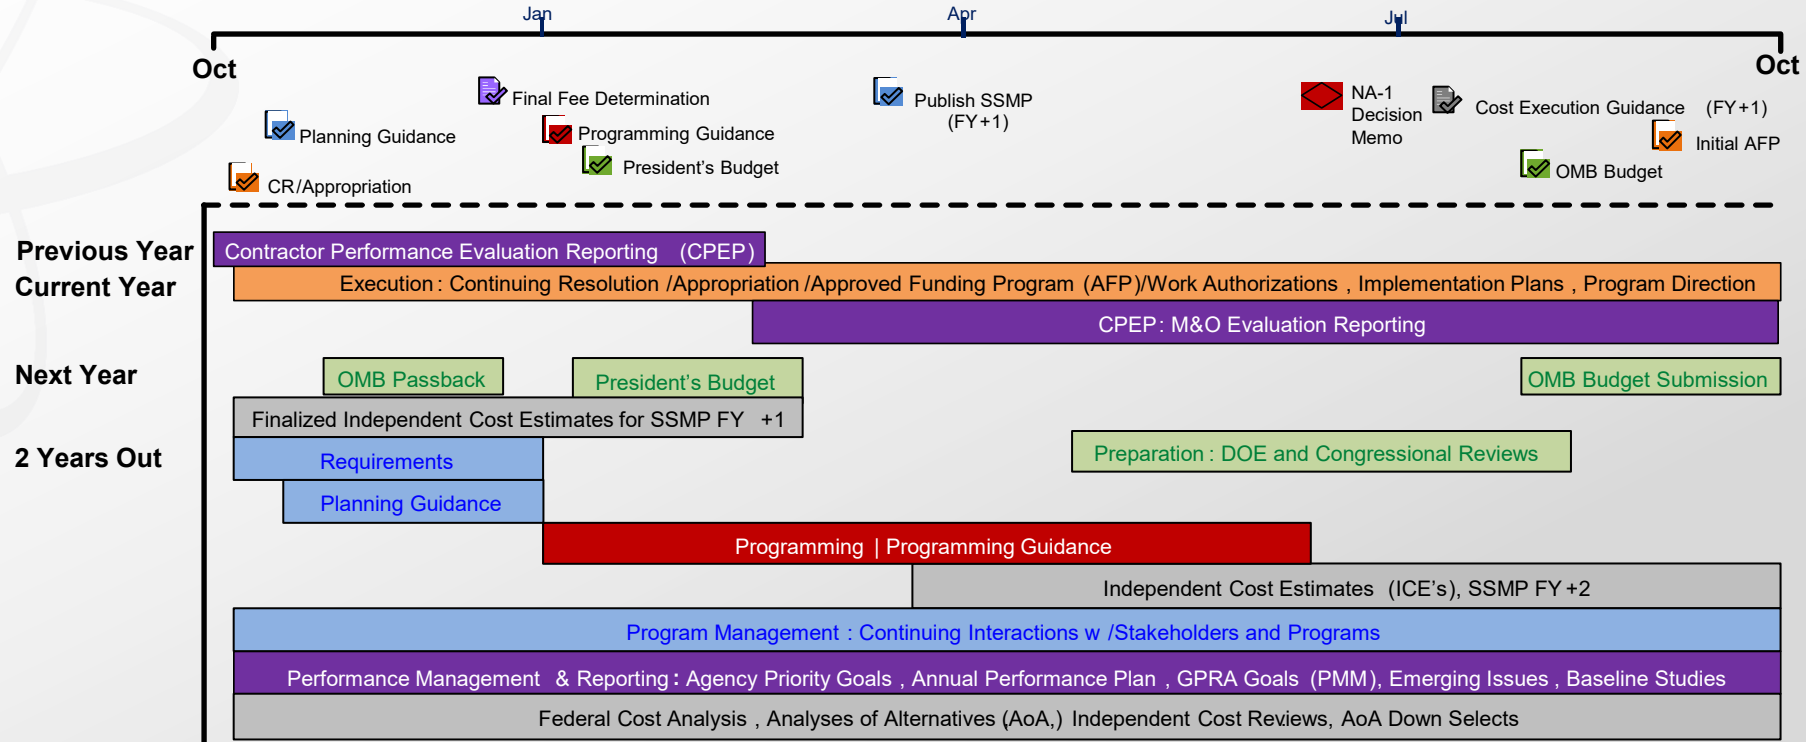 Jan
Apr
Jul
Oct
Oct
Final Fee Determination
Planning Guidance
Programming Guidance
President's Budget
CR/Appropriation
Publish SSMP
(FY+1)
NA-1
Decision
Memo
Cost Execution Guidance (FY+1)
Initial AFP
OMB Budget
Previous Year
Contractor Performance Evaluation Reporting (CPEP)
Current Year
Execution: Continuing Resolution /Appropriation /Approved Funding Program (AFP)/Work Authorizations , Implementation Plans , Program Direction
CPEP: M&O Evaluation Reporting
Next Year
OMB Passback
President's Budget
OMB Budget Submission
Finalized Independent Cost Estimates for SSMP FY +1
2 Years Out
Requirements
Preparation: DOE and Congressional Reviews
Planning Guidance
Programming | Programming Guidance
Independent Cost Estimates (ICE's), SSMP FY+2
Program Management : Continuing Interactions w /Stakeholders and Programs
Performance Management & Reporting: Agency Priority Goals , Annual Performance Plan , GPRA Goals (PMM), Emerging Issues , Baseline Studies
Federal Cost Analysis , Analyses of Alternatives (AoA,) Independent Cost Reviews, AoA Down Selects